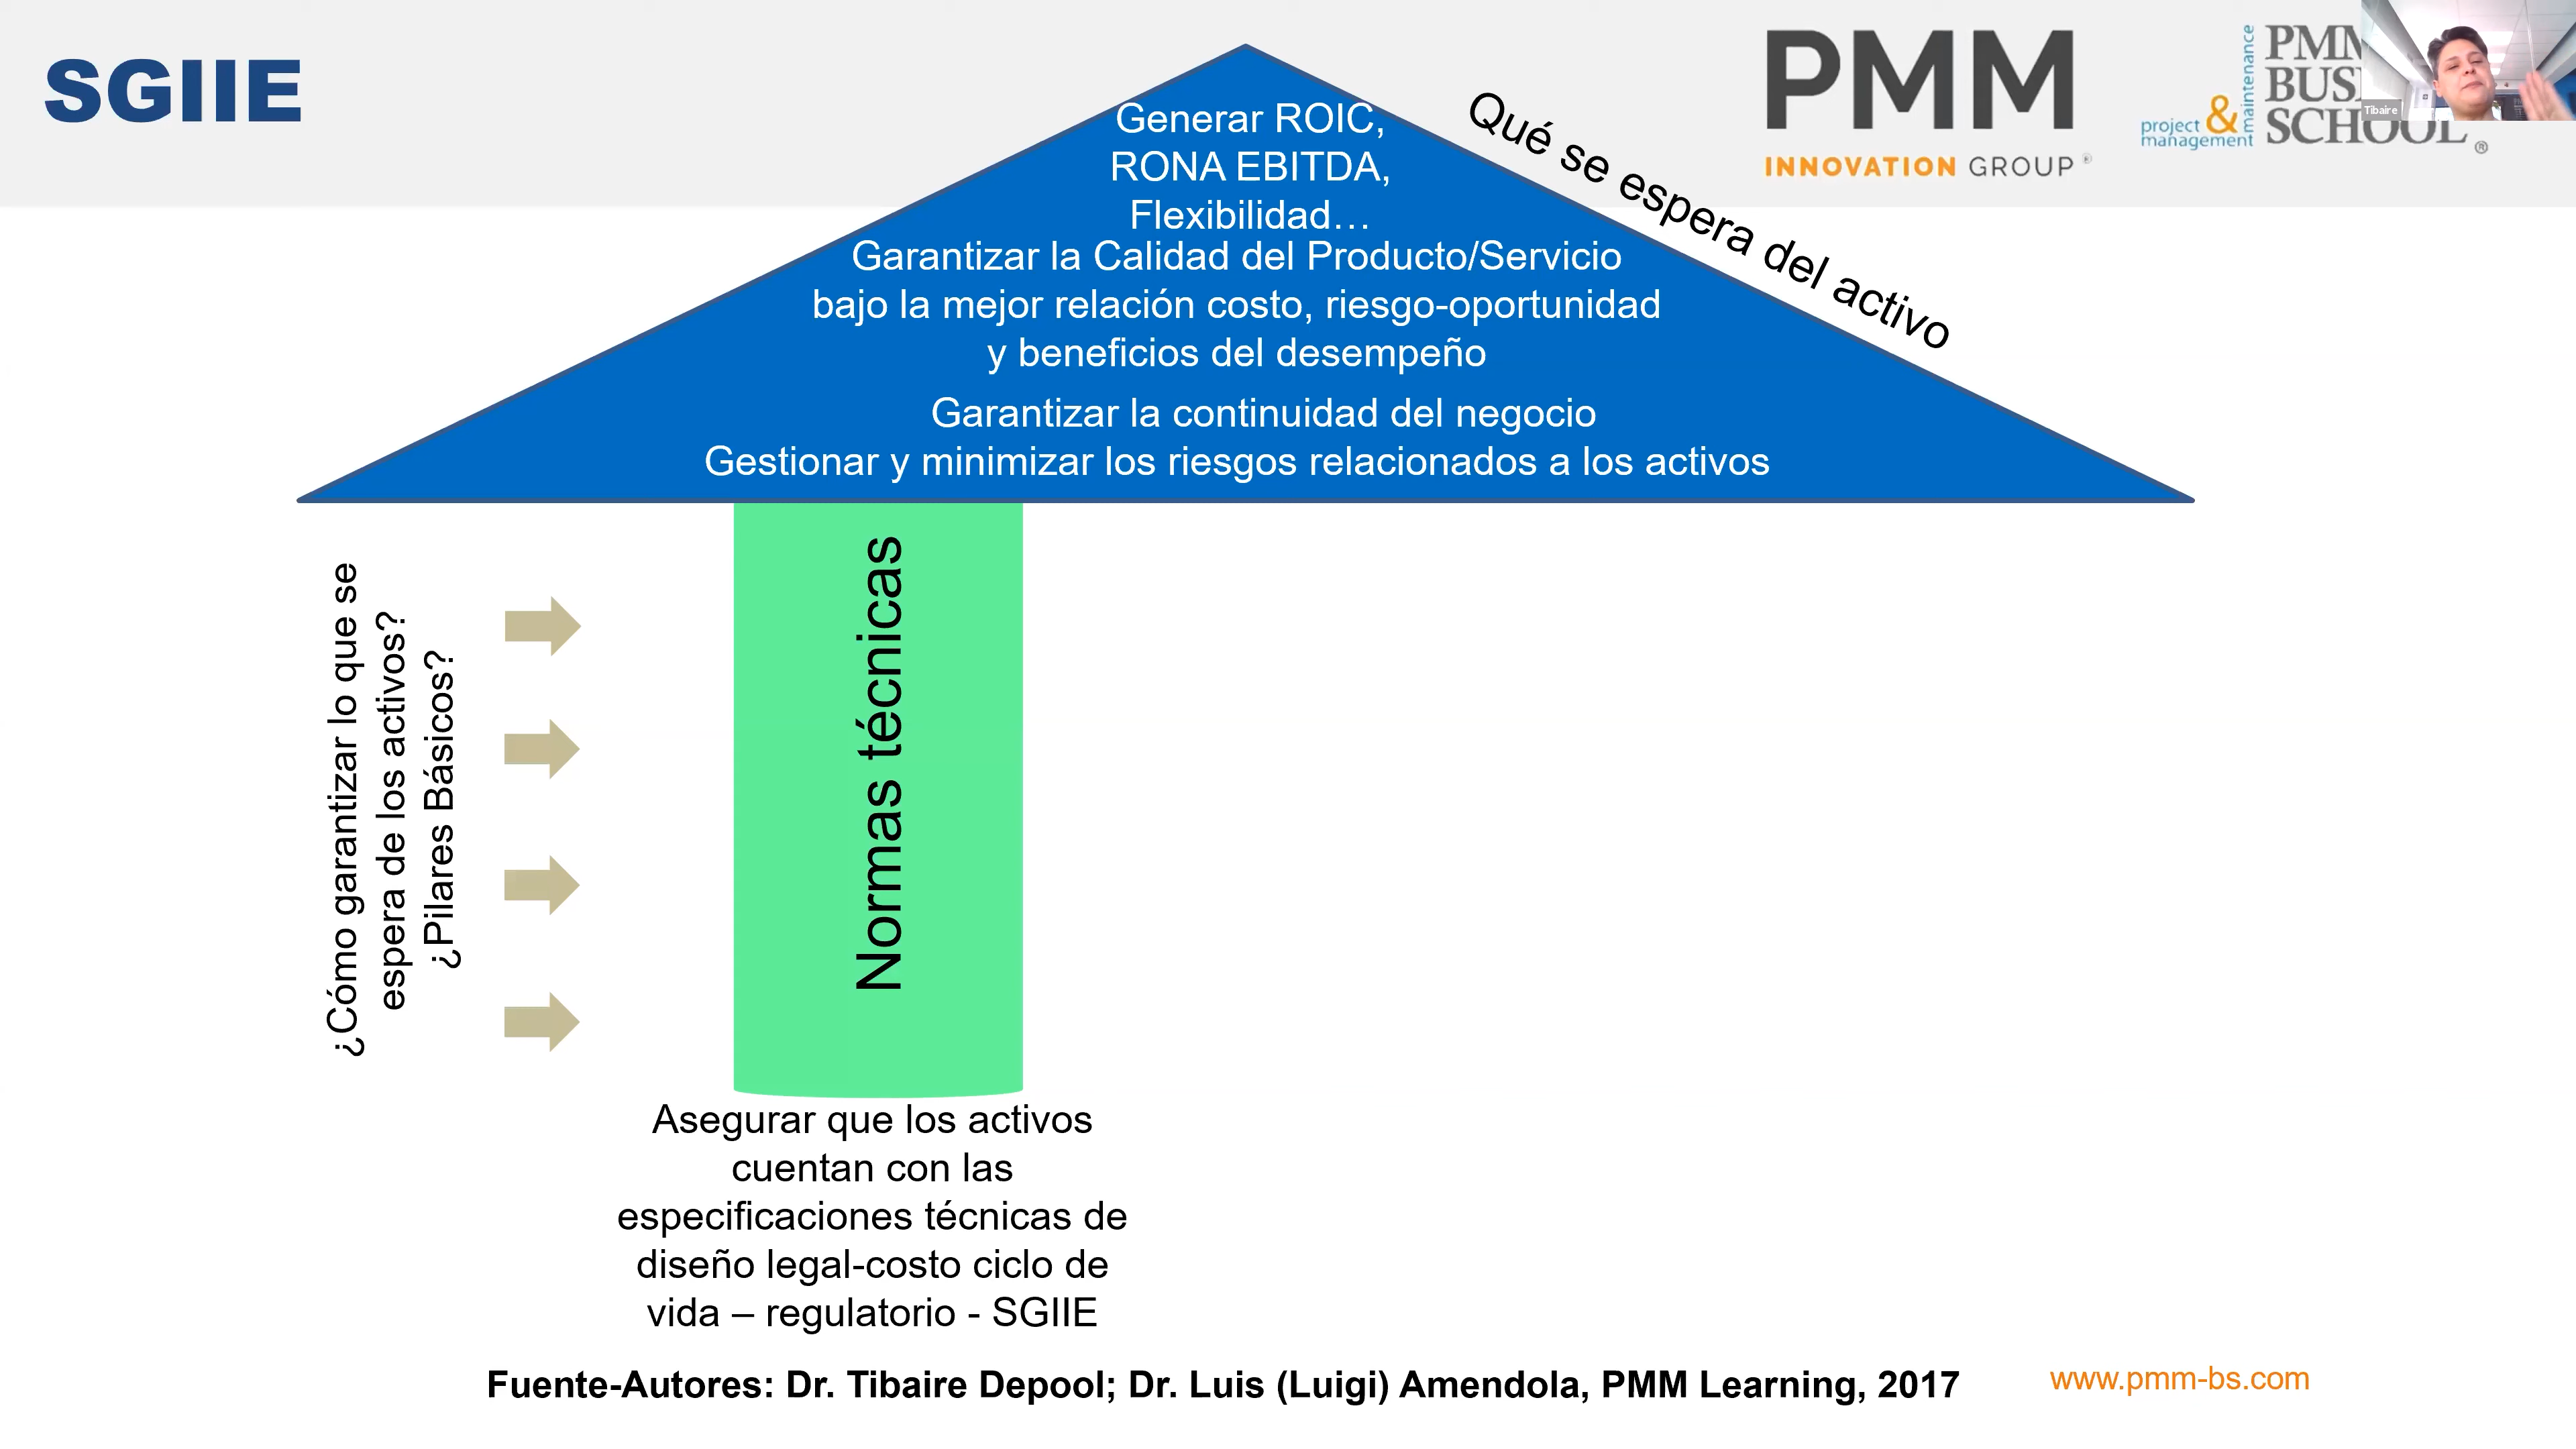 SGIIE
Generar ROIC,
RONA EBITDA,
Flexibilidad…
Garantizar la Calidad del Producto/Servicio
bajo la mejor relación costo, riesgo-oportunidad
y beneficios del desempeño
Garantizar la continuidad del negocio
Gestionar y minimizar los riesgos relacionados a los activos
Qué se espera del activo
PMM
INNOVATION GROUP®
project & management
maintenance
PMM
BUS
SCHOOL®
Tibaire
¿Cómo garantizar lo que se
espera de los activos?
¿Pilares Básicos?
Normas técnicas
Asegurar que los activos
cuentan con las
especificaciones técnicas de
diseño legal-costo ciclo de
vida – regulatorio - SGIIE
Fuente-Autores: Dr. Tibaire Depool; Dr. Luis (Luigi) Amendola, PMM Learning, 2017
www.pmm-bs.com